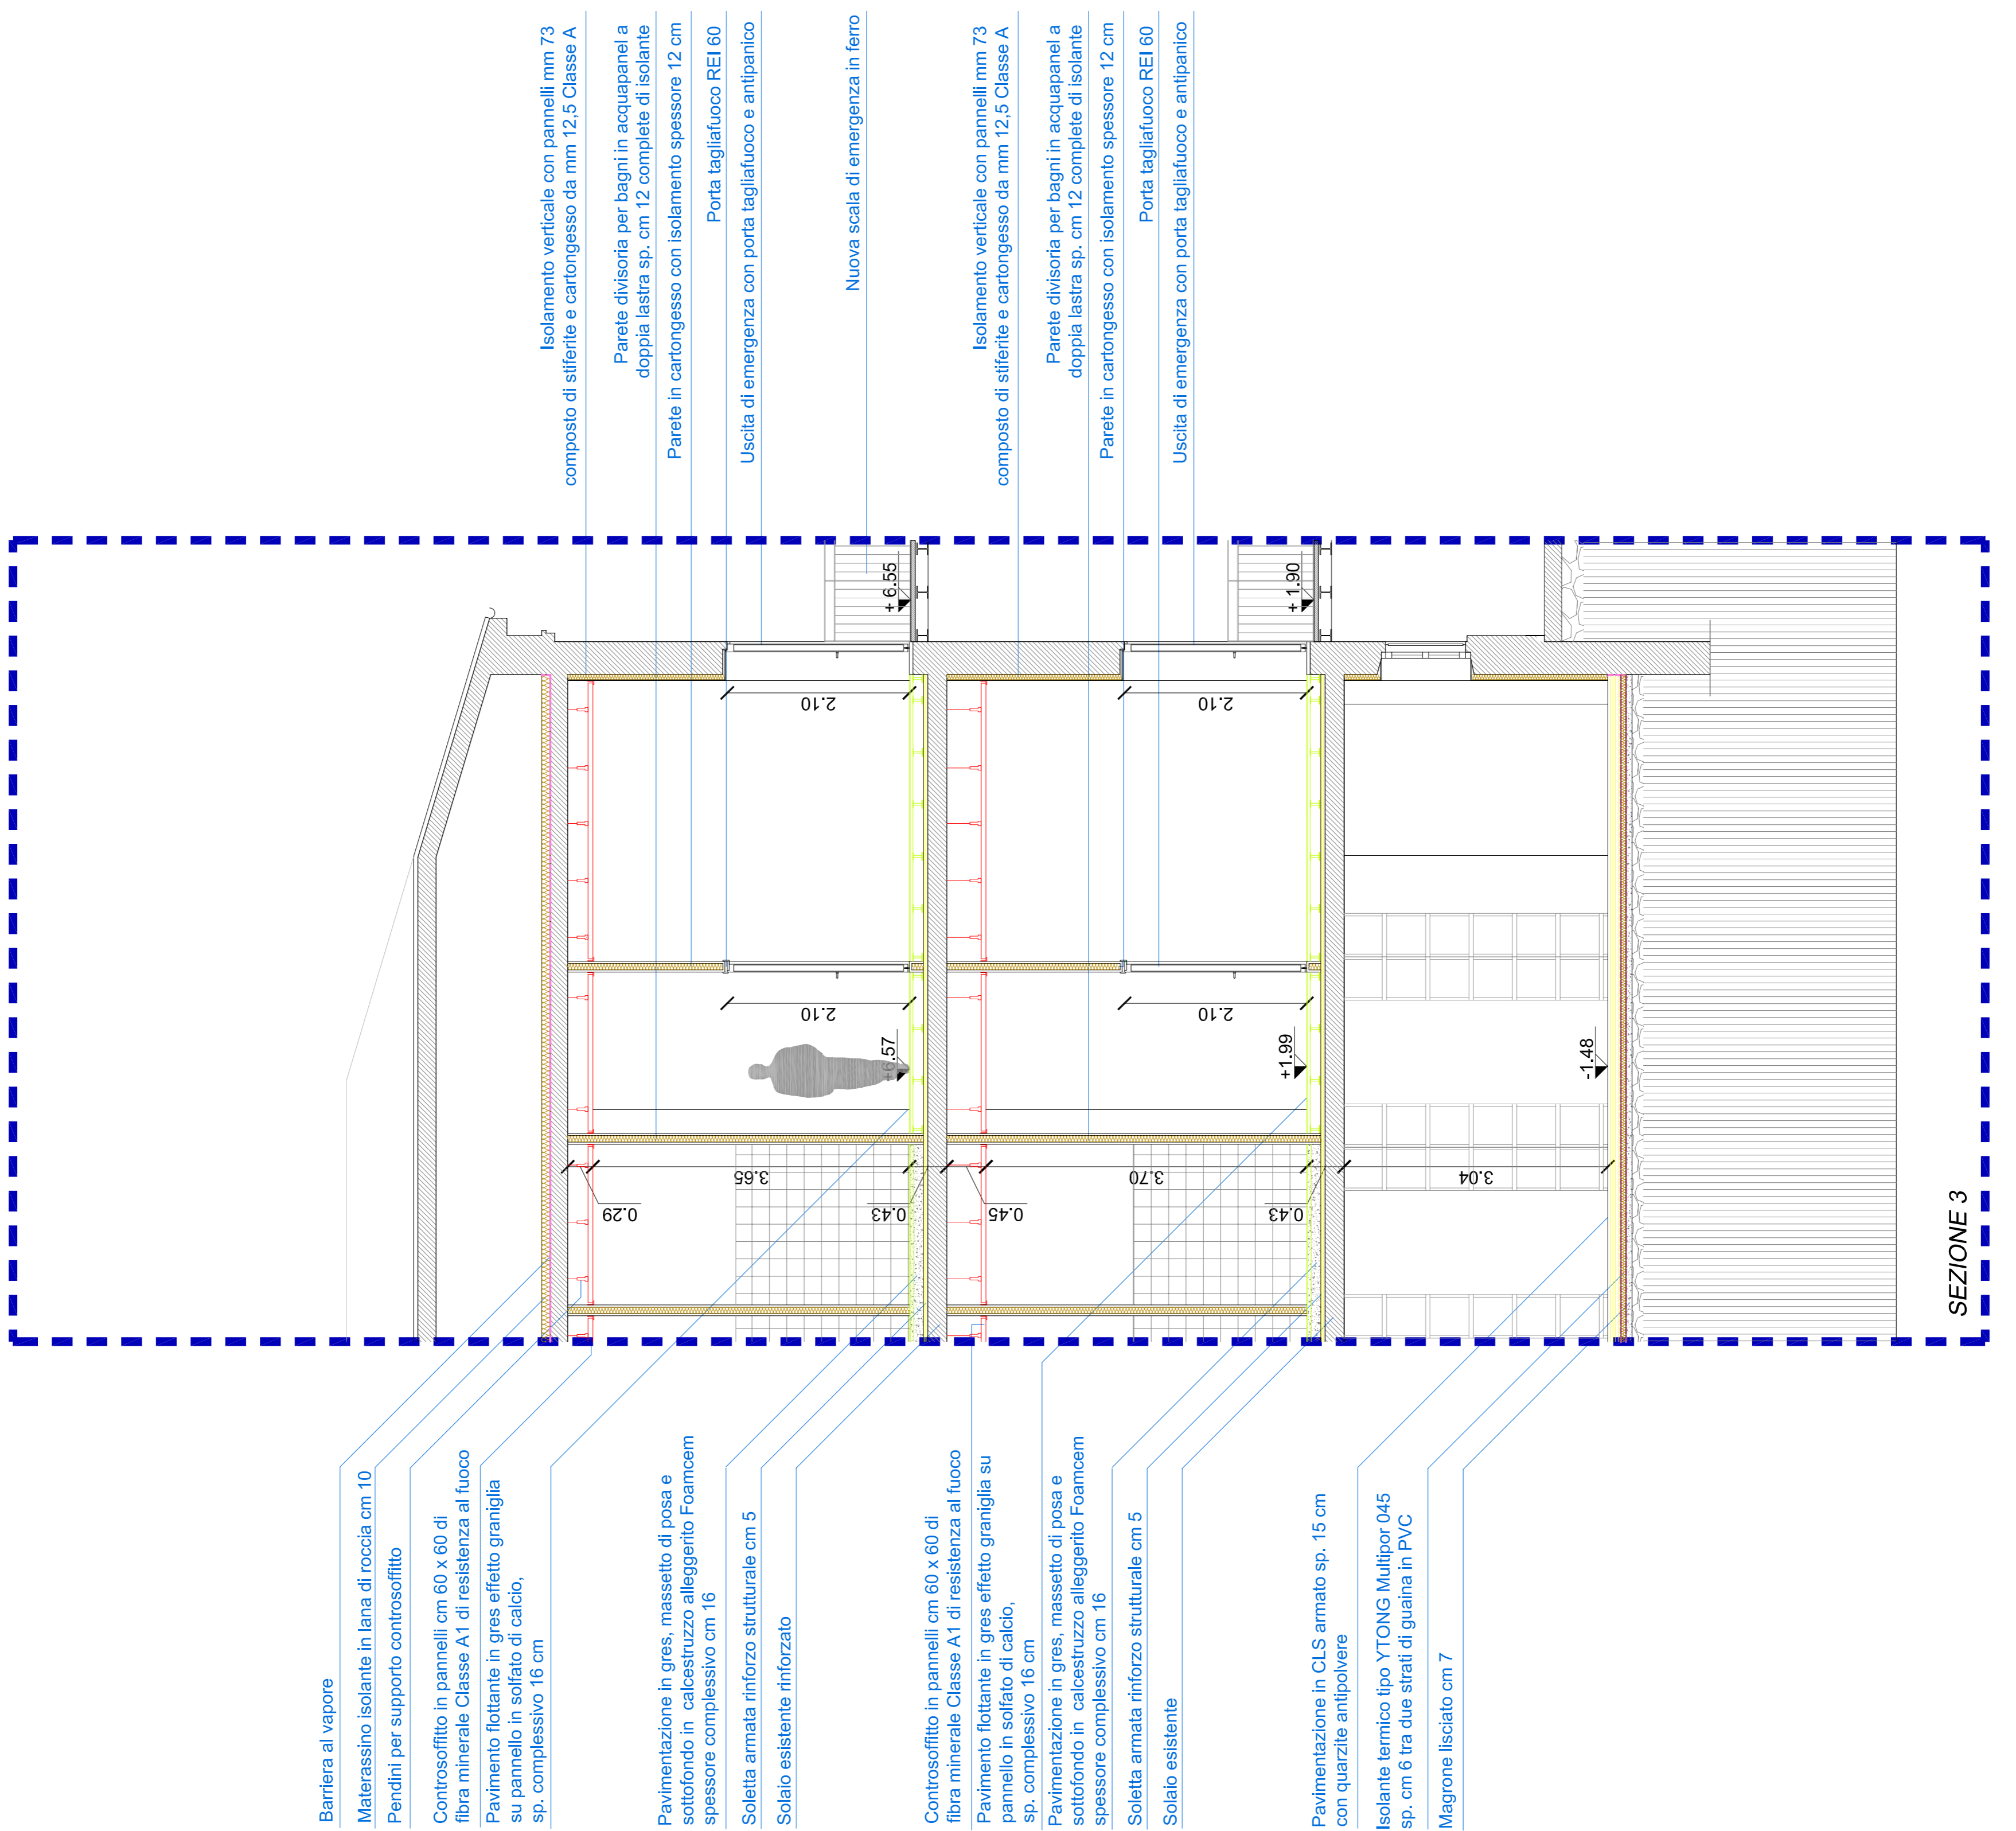 Isolamento verticale con pannelli mm 73
composto di stiferite e cartongesso da mm 12,5 Classe A
Parete divisoria per bagni in acquapanel a
doppia lastra sp. cm 12 complete di isolante
Parete in cartongesso con isolamento spessore 12 cm
Porta tagliafuoco REI 60
Uscita di emergenza con porta tagliafuoco e antipanico
Nuova scala di emergenza in ferro
Isolamento verticale con pannelli mm 73
composto di stiferite e cartongesso da mm 12,5 Classe A
Parete divisoria per bagni in acquapanel a
doppia lastra sp. cm 12 complete di isolante
Parete in cartongesso con isolamento spessore 12 cm
Porta tagliafuoco REI 60
Uscita di emergenza con porta tagliafuoco e antipanico
+ 6.55
+ 1.90
2.10
2.10
2.10
2.10
+6.57
+1.99
-1.48
0.29
3.65
0.43
0.45
3.70
0.43
3.04
SEZIONE 3
Barriera al vapore
Materassino isolante in lana di roccia cm 10
Pendini per supporto controsoffitto
Controsoffitto in pannelli cm 60 x 60 di
fibra minerale Classe A1 di resistenza al fuoco
Pavimento flottante in gres effetto graniglia
su pannello in solfato di calcio,
sp. complessivo 16 cm
Pavimentazione in gres, massetto di posa e
sottofondo in calcestruzzo alleggerito Foamcem
spessore complessivo cm 16
Soletta armata rinforzo strutturale cm 5
Solaio esistente rinforzato
Controsoffitto in pannelli cm 60 x 60 di
fibra minerale Classe A1 di resistenza al fuoco
Pavimento flottante in gres effetto graniglia su
pannello in solfato di calcio,
sp. complessivo 16 cm
Pavimentazione in gres, massetto di posa e
sottofondo in calcestruzzo alleggerito Foamcem
spessore complessivo cm 16
Soletta armata rinforzo strutturale cm 5
Solaio esistente
Pavimentazione in CLS armato sp. 15 cm
con quarzite antipolvere
Isolante termico tipo YTONG Multipor 045
sp. cm 6 tra due strati di guaina in PVC
Magrone lisciato cm 7